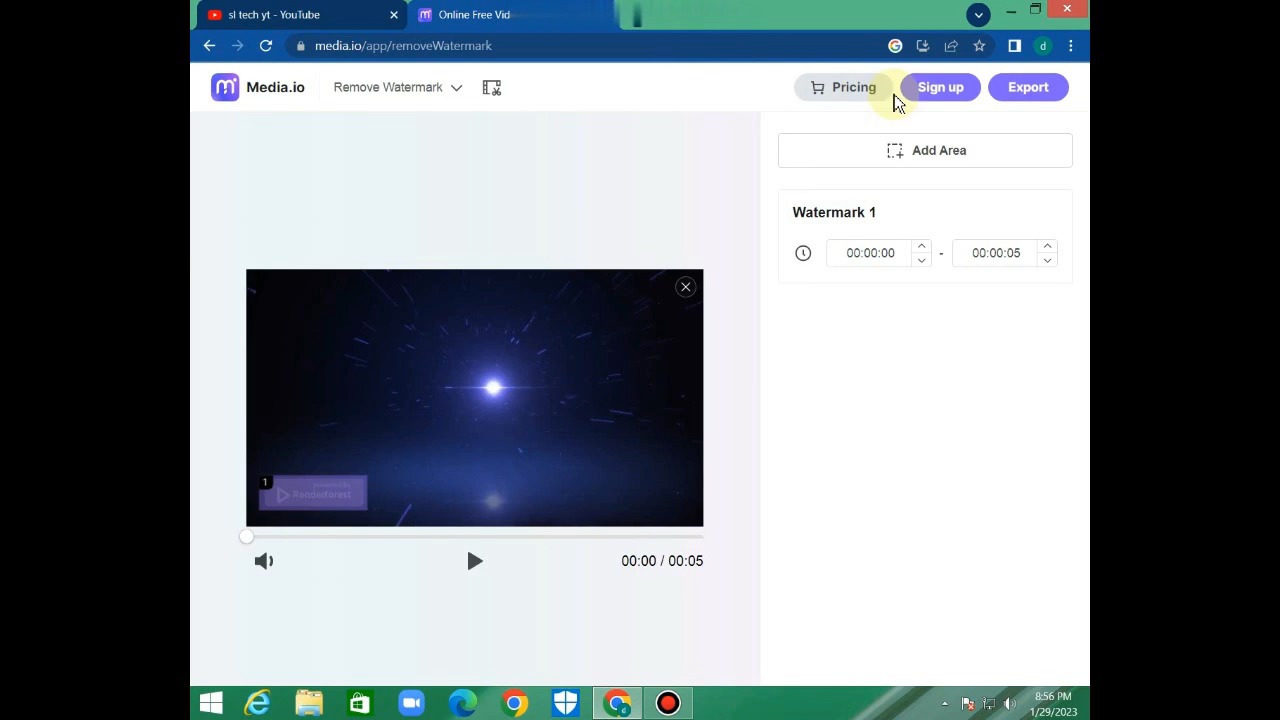 sl tech yt - YouTube
Online Free Vid
media.io/app/removeWatermark
d
Media.io
Remove Watermark
Pricing
Sign up
Export
Add Area
Watermark 1
00:00:00 - 00:00:05
1
Renderforest
00:00 / 00:05
8:56 PM
1/29/2023